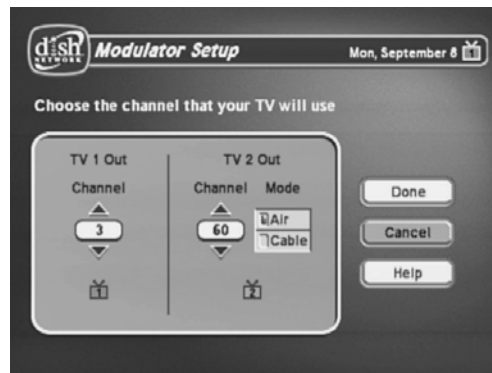 dish
NETWORK
Modulator Setup
Mon, September 8
1
Choose the channel that your TV will use
TV 1 Out
TV 2 Out
Channel
Channel Mode
3
60
Air
Cable
1
2
Done
Cancel
Help